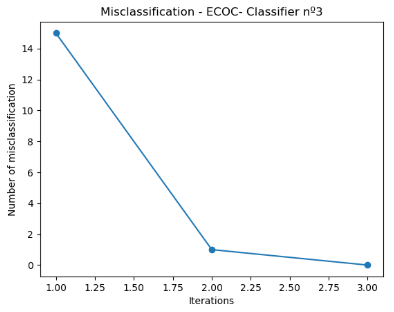 Misclassification - ECOC- Classifier nº3
Number of misclassification
14
12
10
8
6
4
2
0
1.00 1.25 1.50 1.75 2.00 2.25 2.50 2.75 3.00
Iterations